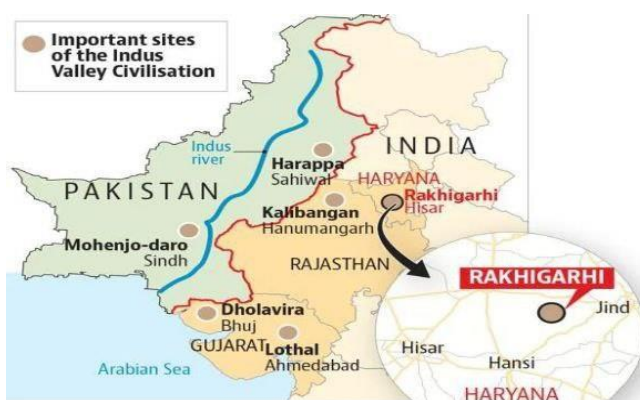 Important sites
of the Indus
Valley Civilisation
Indus
river
INDIA
Harappa
Sahiwal
HARYANA
PAKISTAN
Rakhigarhi
Hisar
Kalibangan
Hanumangarh
Mohenjo-daro
Sindh
RAJASTHAN
RAKHIGARHI
Dholavira
Bhuj
Jind
GUJARAT
Lothal
Ahmedabad
Hisar
Hansi
Arabian Sea
HARYANA